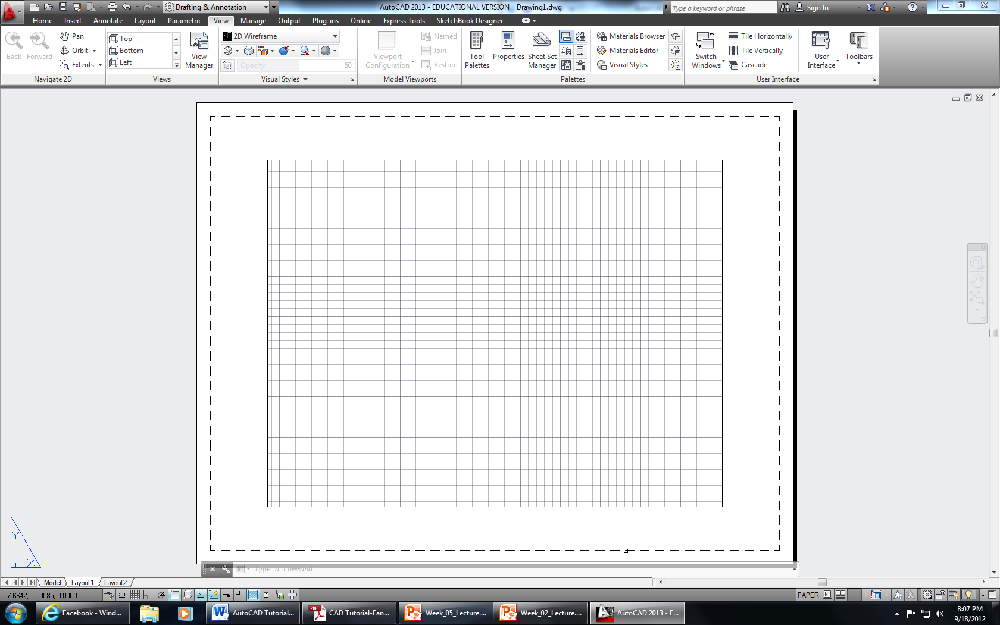 Drafting & Annotation
AutoCAD 2013 - EDUCATIONAL VERSION Drawing1.dwg
Type a keyword or phrase
Sign In
Home Insert Annotate Layout Parametric View Manage Output Plug-ins Online Express Tools SketchBook Designer
Back
Forward
Pan
Orbit
Extents
Navigate 2D
Top
Bottom
Left
View
Manager
Views
2D Wireframe
Opacity 60
Visual Styles
Viewport
Configuration
Named
Join
Restore
Model Viewports
Tool
Palettes
Properties
Sheet Set
Manager
Materials Browser
Materials Editor
Visual Styles
Palettes
Switch
Windows
Tile Horizontally
Tile Vertically
Cascade
User
Interface
Toolbars
User Interface
2D
Y
X
Type a command
Model Layout1 Layout2
7.6642, -0.0085, 0.0000
PAPER
Facebook - Wind...
AutoCAD Tutorial...
CAD Tutorial-Fan...
Week_05_Lecture....
Week_02_Lecture....
AutoCAD 2013 - E...
8:07 PM
9/18/2012